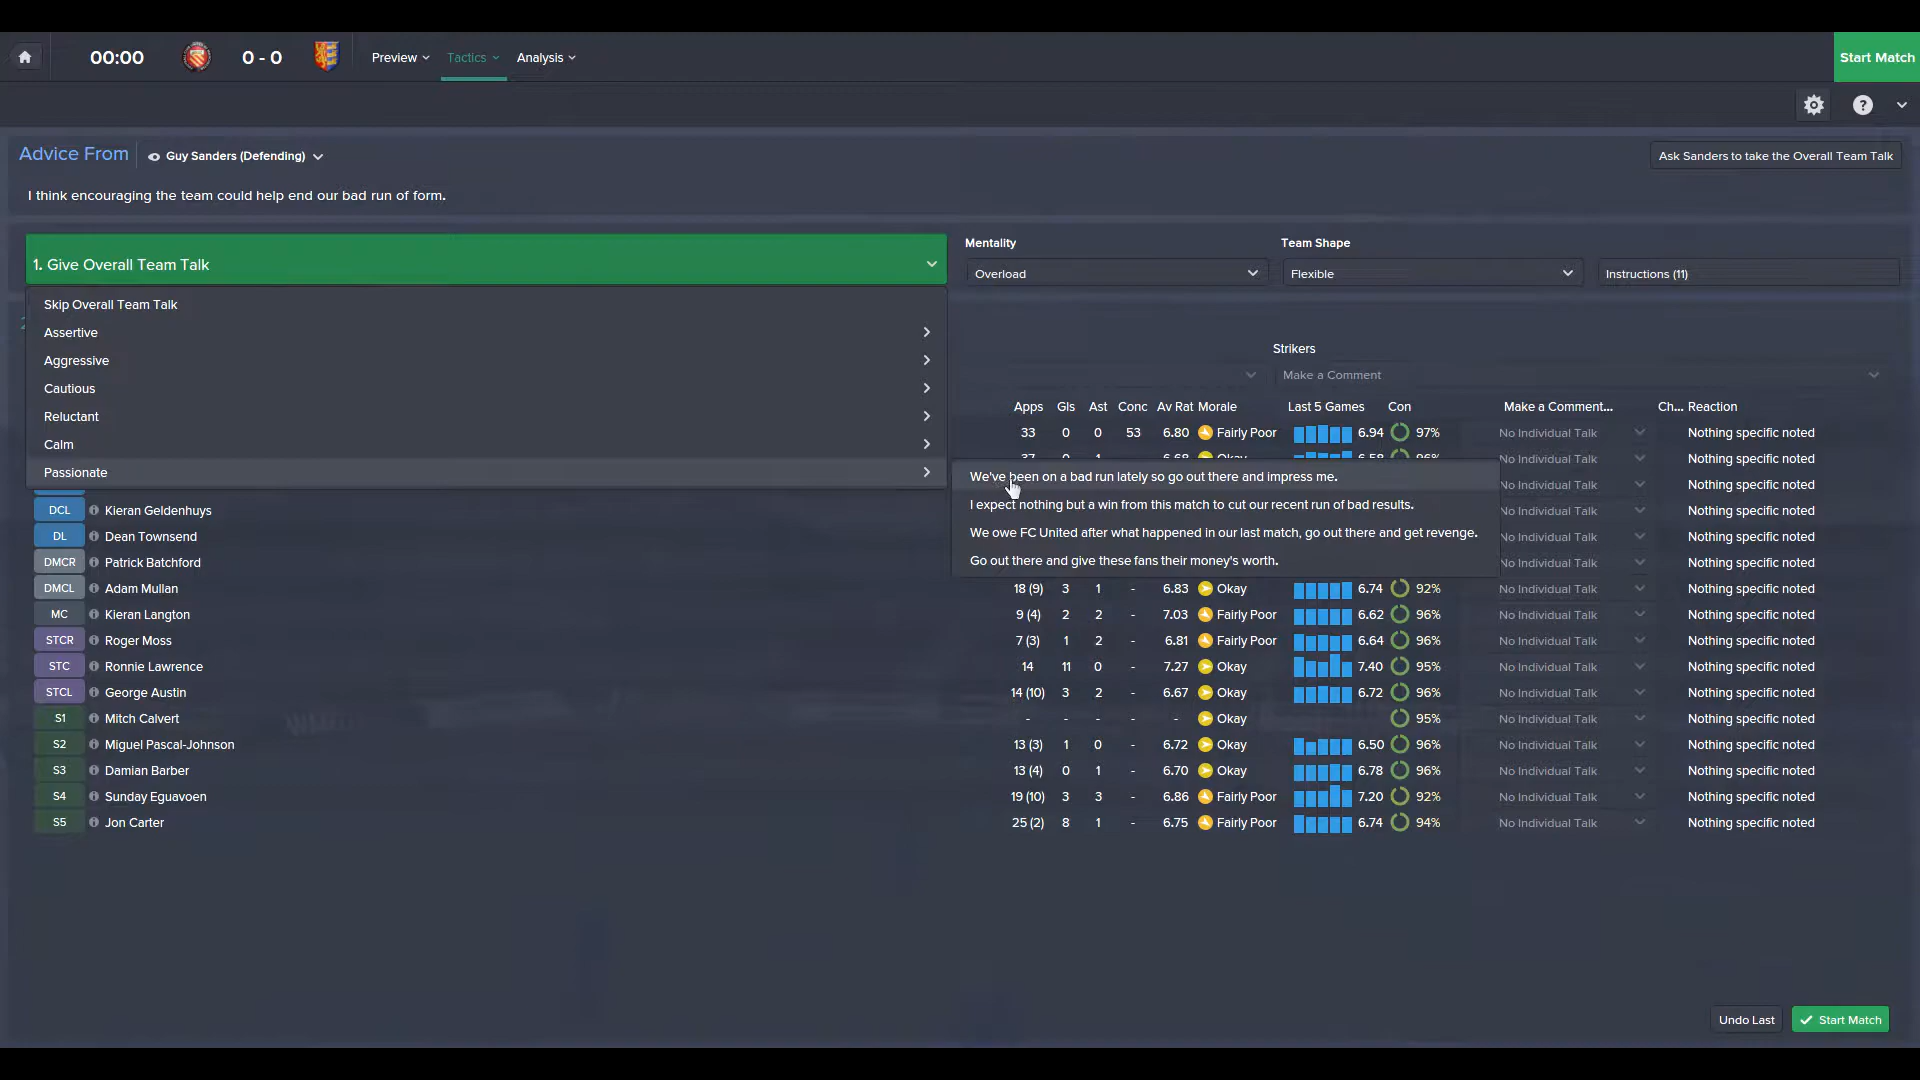 00:00 0 - 0 Preview Tactics Analysis Start Match
?
Advice From Guy Sanders (Defending) Ask Sanders to take the Overall Team Talk
I think encouraging the team could help end our bad run of form.
1. Give Overall Team Talk
Mentality Team Shape
Overload Flexible Instructions (11)
Skip Overall Team Talk
Assertive
Aggressive
Cautious
Reluctant
Calm
Passionate
We've been on a bad run lately so go out there and impress me.
I expect nothing but a win from this match to cut our recent run of bad results.
We owe FC United after what happened in our last match, go out there and get revenge.
Go out there and give these fans their money's worth.
Strikers
Make a Comment
Apps Gls Ast Conc Av Rat Morale Last 5 Games Con Make a Comment... Ch... Reaction
33 0 0 53 6.80 Fairly Poor 6.94 97% No Individual Talk Nothing specific noted
No Individual Talk Nothing specific noted
No Individual Talk Nothing specific noted
DCL Kieran Geldenhuys No Individual Talk Nothing specific noted
DL Dean Townsend No Individual Talk Nothing specific noted
DMCR Patrick Batchford No Individual Talk Nothing specific noted
DMCL Adam Mullan 18 (9) 3 1 - 6.83 Okay 6.74 92% No Individual Talk Nothing specific noted
MC Kieran Langton 9 (4) 2 2 - 7.03 Fairly Poor 6.62 96% No Individual Talk Nothing specific noted
STCR Roger Moss 7 (3) 1 2 - 6.81 Fairly Poor 6.64 96% No Individual Talk Nothing specific noted
STC Ronnie Lawrence 14 11 0 - 7.27 Okay 7.40 95% No Individual Talk Nothing specific noted
STCL George Austin 14 (10) 3 2 - 6.67 Okay 6.72 96% No Individual Talk Nothing specific noted
S1 Mitch Calvert - - - - - Okay 95% No Individual Talk Nothing specific noted
S2 Miguel Pascal-Johnson 13 (3) 1 0 - 6.72 Okay 6.50 96% No Individual Talk Nothing specific noted
S3 Damian Barber 13 (4) 0 1 - 6.70 Okay 6.78 96% No Individual Talk Nothing specific noted
S4 Sunday Eguavoen 19 (10) 3 3 - 6.86 Fairly Poor 7.20 92% No Individual Talk Nothing specific noted
S5 Jon Carter 25 (2) 8 1 - 6.75 Fairly Poor 6.74 94% No Individual Talk Nothing specific noted
Undo Last Start Match